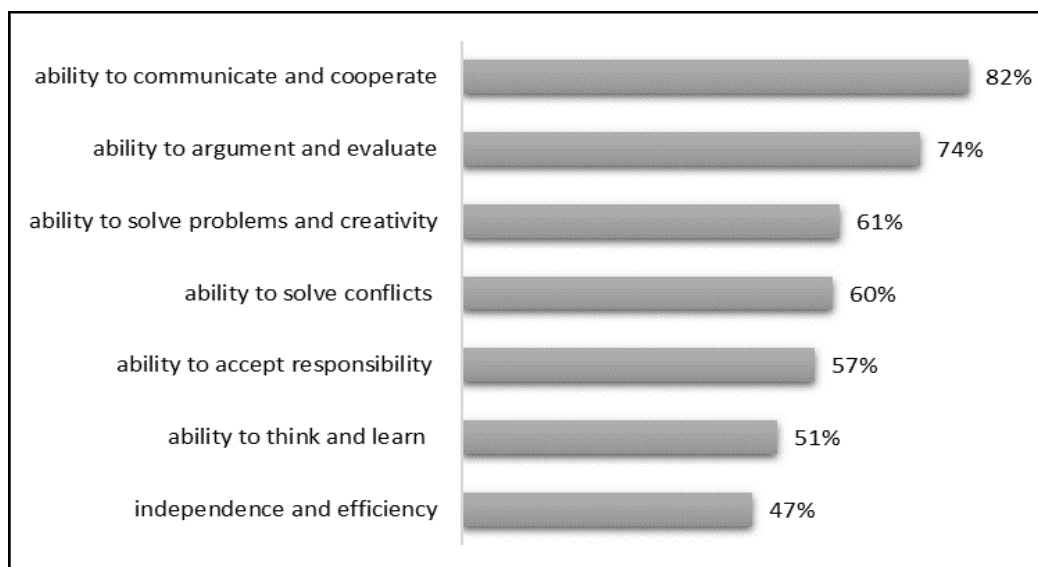 ability to communicate and cooperate 82%
ability to argument and evaluate 74%
ability to solve problems and creativity 61%
ability to solve conflicts 60%
ability to accept responsibility 57%
ability to think and learn 51%
independence and efficiency 47%